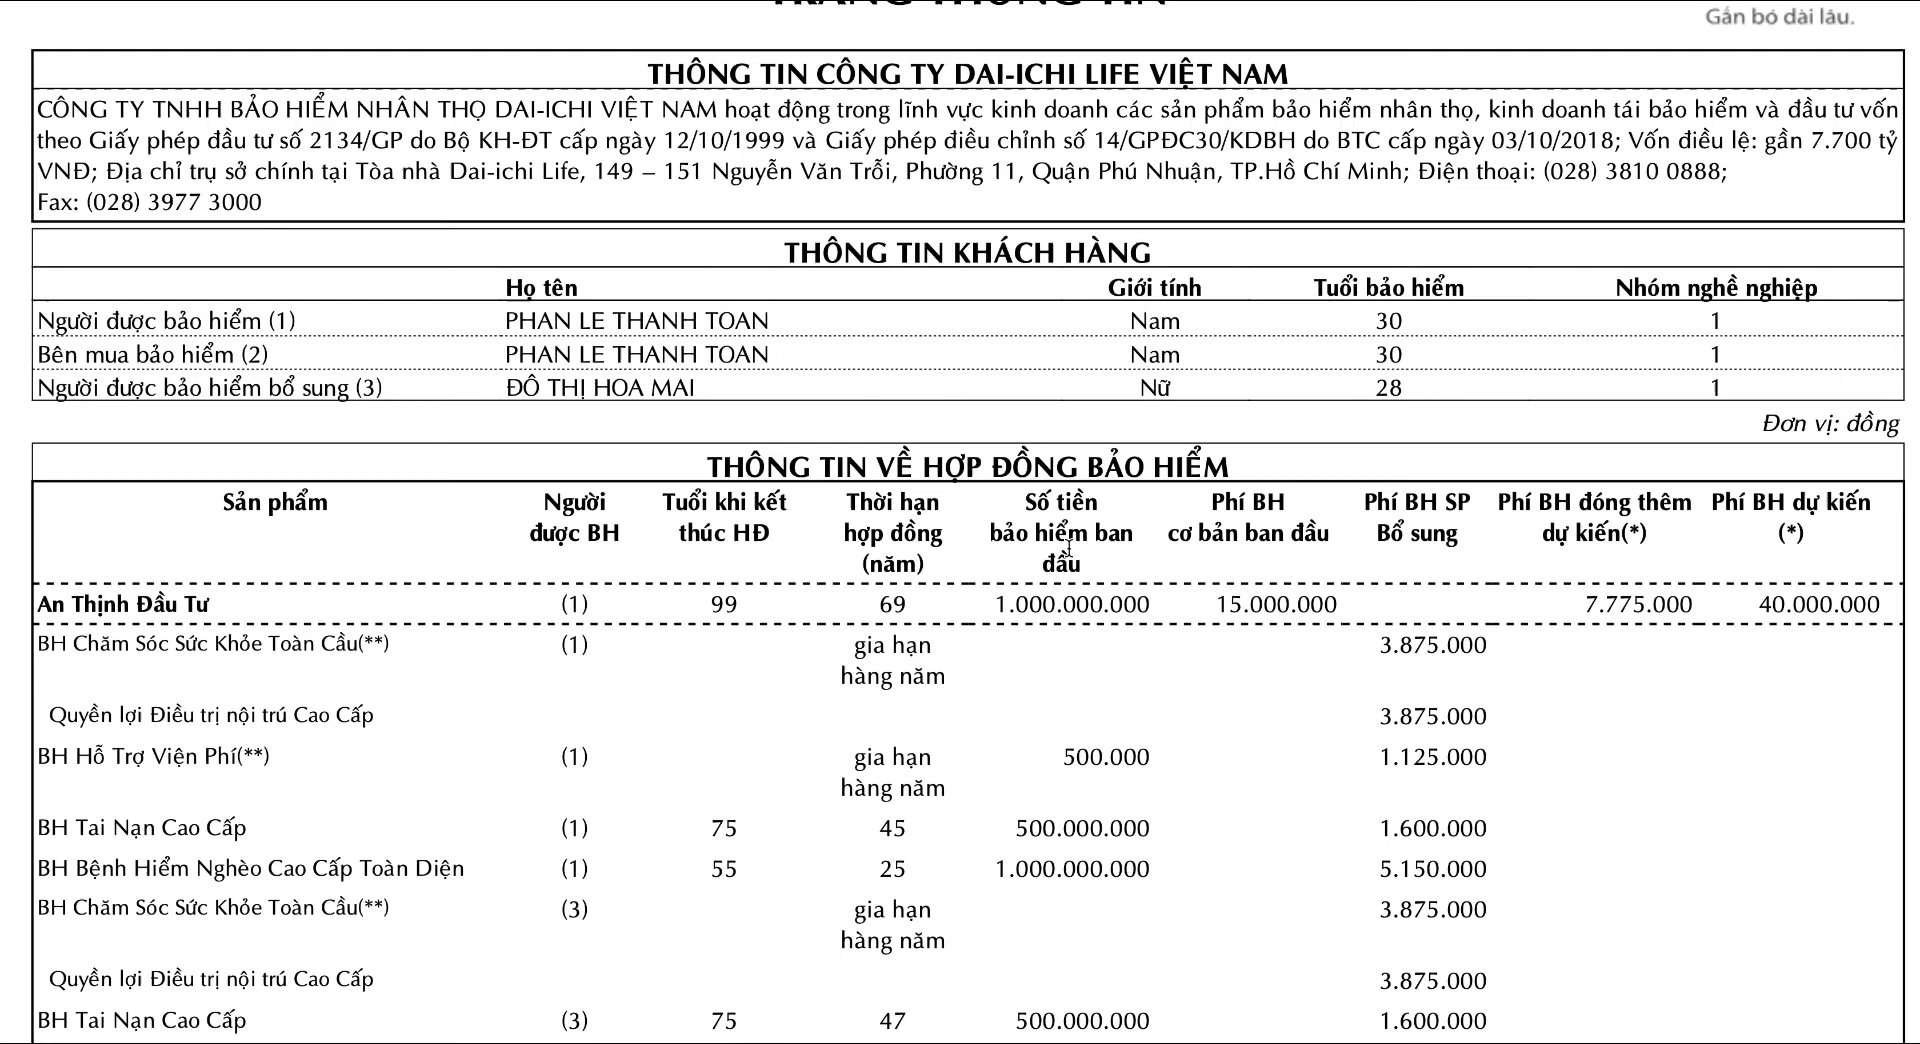 TRANG THÔNG TIN
Gắn bó dài lâu.
THÔNG TIN CÔNG TY DAI-ICHI LIFE VIỆT NAM
CÔNG TY TNHH BẢO HIỂM NHÂN THỌ DAI-ICHI VIỆT NAM hoạt động trong lĩnh vực kinh doanh các sản phẩm bảo hiểm nhân thọ, kinh doanh tái bảo hiểm và đầu tư vốn
theo Giấy phép đầu tư số 2134/GP do Bộ KH-ĐT cấp ngày 12/10/1999 và Giấy phép điều chỉnh số 14/GPĐC30/KDBH do BTC cấp ngày 03/10/2018; Vốn điều lệ: gần 7.700 tỷ
VNĐ; Địa chỉ trụ sở chính tại Tòa nhà Dai-ichi Life, 149 – 151 Nguyễn Văn Trỗi, Phường 11, Quận Phú Nhuận, TP.Hồ Chí Minh; Điện thoại: (028) 3810 0888;
Fax: (028) 3977 3000
THÔNG TIN KHÁCH HÀNG
Họ tên Giới tính Tuổi bảo hiểm Nhóm nghề nghiệp
Người được bảo hiểm (1) PHAN LE THANH TOAN Nam 30 1
Bên mua bảo hiểm (2) PHAN LE THANH TOAN Nam 30 1
Người được bảo hiểm bổ sung (3) ĐÔ THỊ HOA MAI Nữ 28 1
Đơn vị: đồng
THÔNG TIN VỀ HỢP ĐỒNG BẢO HIỂM
Sản phẩm Người Tuổi khi kết Thời hạn Số tiền Phí BH Phí BH SP Phí BH đóng thêm Phí BH dự kiến
được BH thúc HĐ hợp đồng bảo hiểm ban cơ bản ban đầu Bổ sung dự kiến(*) (*)
(năm) đầu
An Thịnh Đầu Tư (1) 99 69 1.000.000.000 15.000.000 7.775.000 40.000.000
BH Chăm Sóc Sức Khỏe Toàn Cầu(**) (1) gia hạn 3.875.000
hàng năm
Quyền lợi Điều trị nội trú Cao Cấp 3.875.000
BH Hỗ Trợ Viện Phí(**) (1) gia hạn 500.000 1.125.000
hàng năm
BH Tai Nạn Cao Cấp (1) 75 45 500.000.000 1.600.000
BH Bệnh Hiểm Nghèo Cao Cấp Toàn Diện (1) 55 25 1.000.000.000 5.150.000
BH Chăm Sóc Sức Khỏe Toàn Cầu(**) (3) gia hạn 3.875.000
hàng năm
Quyền lợi Điều trị nội trú Cao Cấp 3.875.000
BH Tai Nạn Cao Cấp (3) 75 47 500.000.000 1.600.000